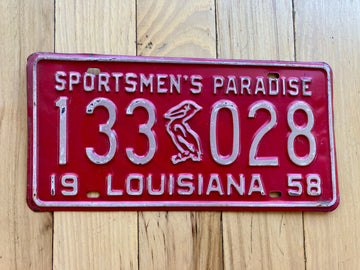 SPORTSMEN'S PARADISE
133 028
19 LOUISIANA 58